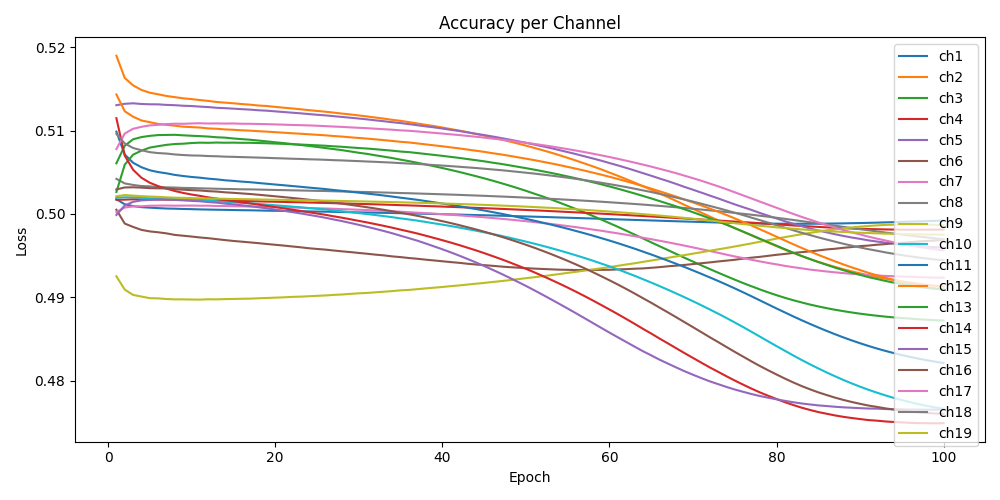 Accuracy per Channel
0.52
0.51
0.50
0.49
0.48
Loss
0
20
40
60
80
100
Epoch
ch1
ch2
ch3
ch4
ch5
ch6
ch7
ch8
ch9
ch10
ch11
ch12
ch13
ch14
ch15
ch16
ch17
ch18
ch19